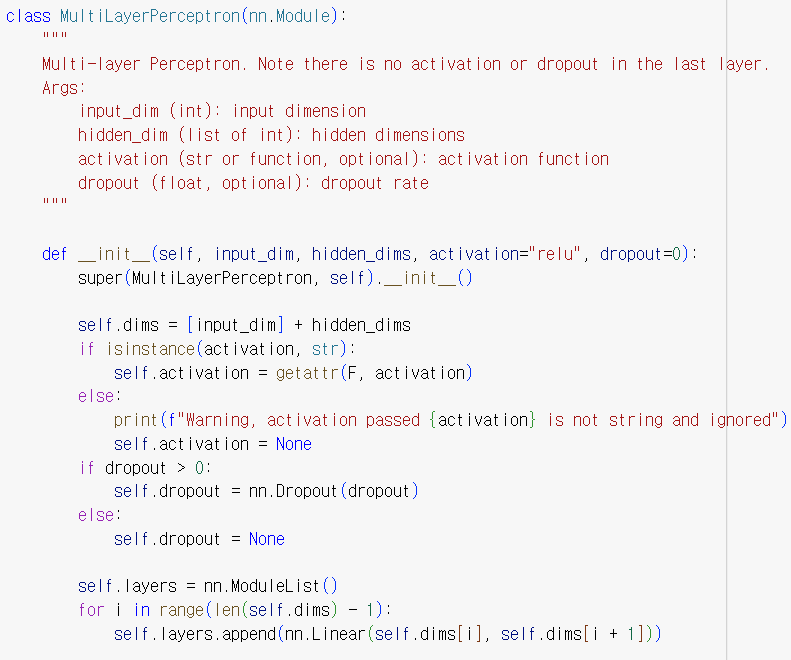 class MultiLayerPerceptron(nn.Module):
    """
    Multi-layer Perceptron. Note there is no activation or dropout in the last layer.
    Args:
        input_dim (int): input dimension
        hidden_dim (list of int): hidden dimensions
        activation (str or function, optional): activation function
        dropout (float, optional): dropout rate
    """

    def __init__(self, input_dim, hidden_dims, activation="relu", dropout=0):
        super(MultiLayerPerceptron, self).__init__()

        self.dims = [input_dim] + hidden_dims
        if isinstance(activation, str):
            self.activation = getattr(F, activation)
        else:
            print(f"Warning, activation passed {activation} is not string and ignored")
            self.activation = None
        if dropout > 0:
            self.dropout = nn.Dropout(dropout)
        else:
            self.dropout = None

        self.layers = nn.ModuleList()
        for i in range(len(self.dims) - 1):
            self.layers.append(nn.Linear(self.dims[i], self.dims[i + 1]))